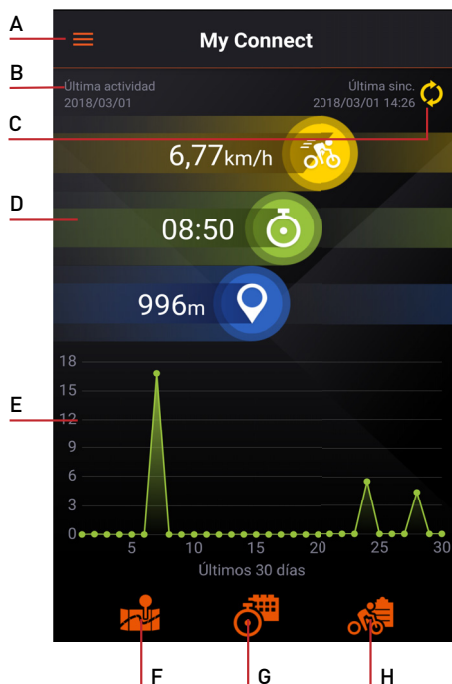 A
My Connect
B
Última actividad
2018/03/01
Última sinc.
2018/03/01 14:26
C
6,77km/h
D
08:50
996m
18
15
E
12
9
6
3
0
5 10 15 20 25 30
Últimos 30 días
F G H